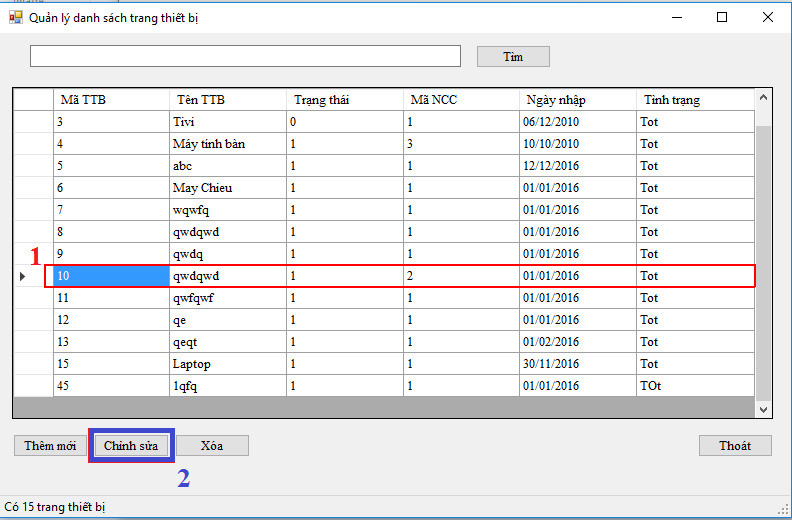 Quản lý danh sách trang thiết bị
Tìm
Mã TTB Tên TTB Trạng thái Mã NCC Ngày nhập Tình trạng
3 Tivi 0 1 06/12/2010 Tot
4 Máy tính bàn 1 3 10/10/2010 Tot
5 abc 1 1 12/12/2016 Tot
6 May Chieu 1 1 01/01/2016 Tot
7 wqwfq 1 1 01/01/2016 Tot
8 qwdqwd 1 1 01/01/2016 Tot
9 qwdq 1 1 01/01/2016 Tot
1
10 qwdqwd 1 2 01/01/2016 Tot
11 qwfqwf 1 1 01/01/2016 Tot
12 qe 1 1 01/01/2016 Tot
13 qeqt 1 1 01/02/2016 Tot
15 Laptop 1 1 30/11/2016 Tot
45 1qfq 1 1 01/01/2016 TOt
Thêm mới Chỉnh sửa Xóa Thoát
2
Có 15 trang thiết bị